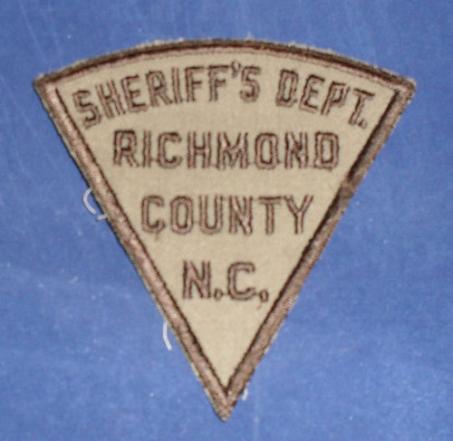 SHERIFF'S DEPT.
RICHMOND
COUNTY
N.C.